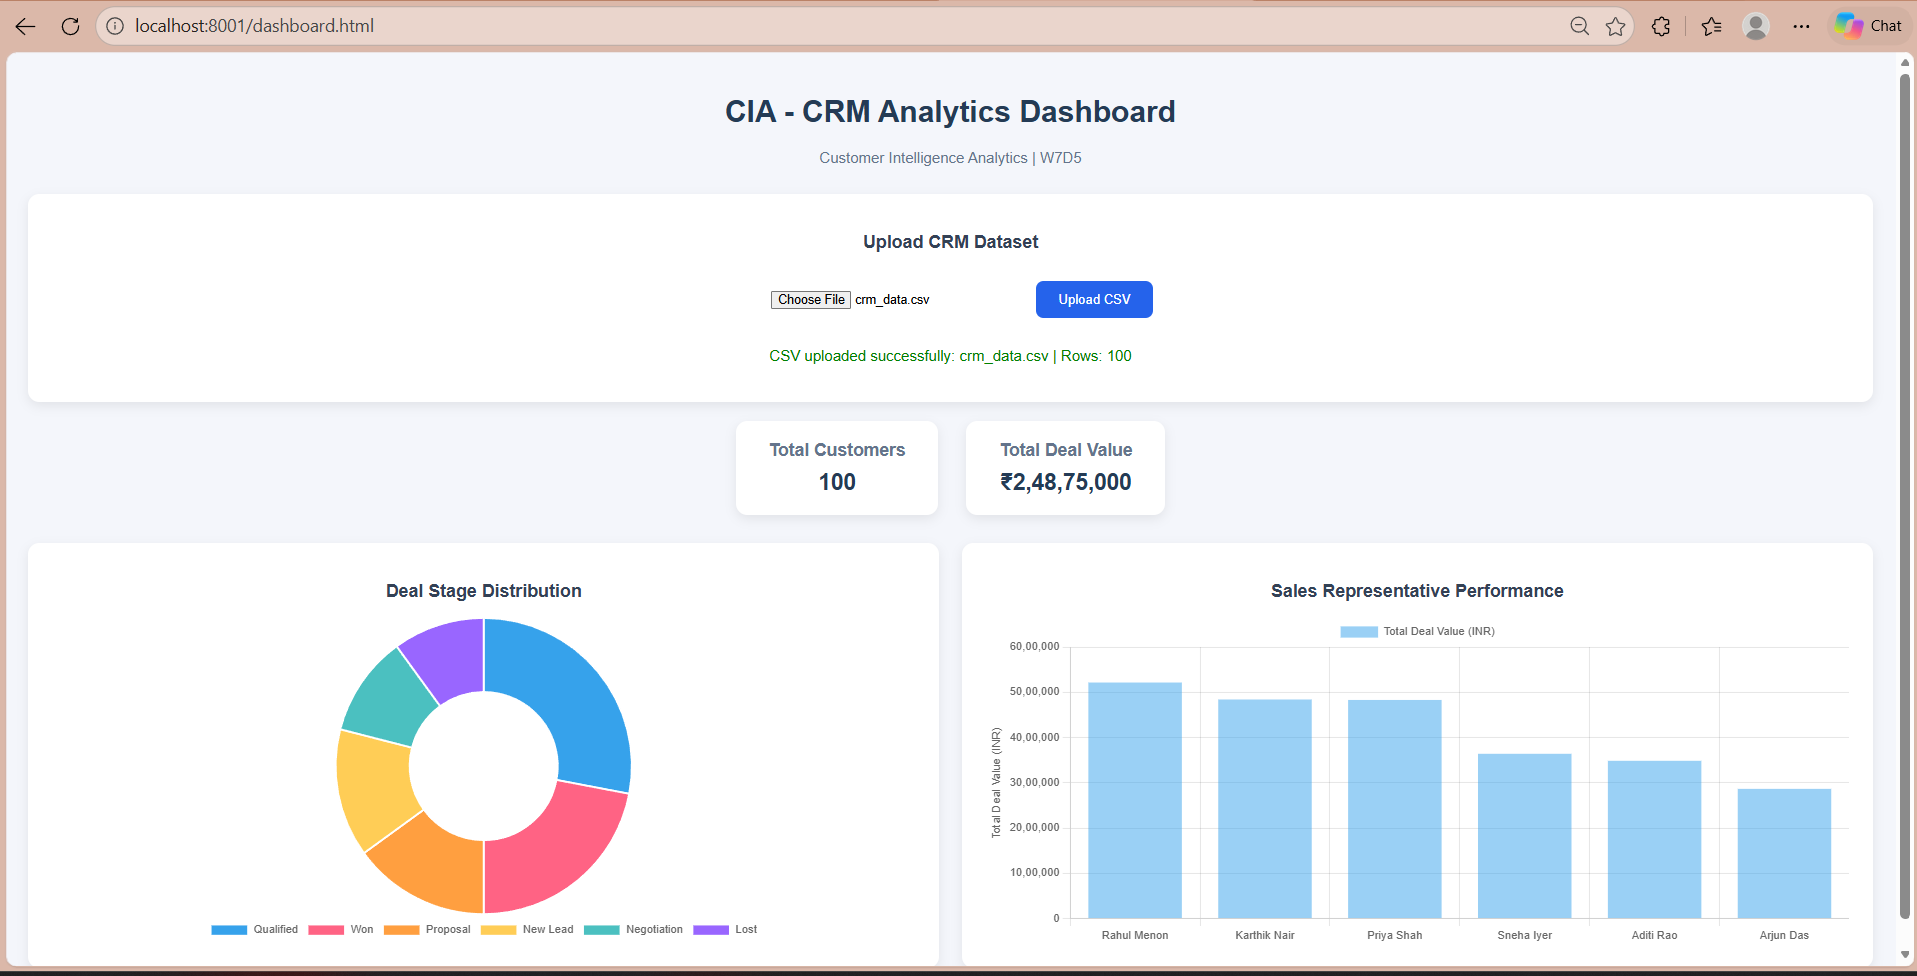 localhost:8001/dashboard.html
Chat
CIA - CRM Analytics Dashboard
Customer Intelligence Analytics | W7D5
Upload CRM Dataset
Choose File crm_data.csv
Upload CSV
CSV uploaded successfully: crm_data.csv | Rows: 100
Total Customers
100
Total Deal Value
₹2,48,75,000
Deal Stage Distribution
Qualified Won Proposal New Lead Negotiation Lost
Sales Representative Performance
Total Deal Value (INR)
Total Deal Value (INR)
60,00,000
50,00,000
40,00,000
30,00,000
20,00,000
10,00,000
0
Rahul Menon Karthik Nair Priya Shah Sneha Iyer Aditi Rao Arjun Das